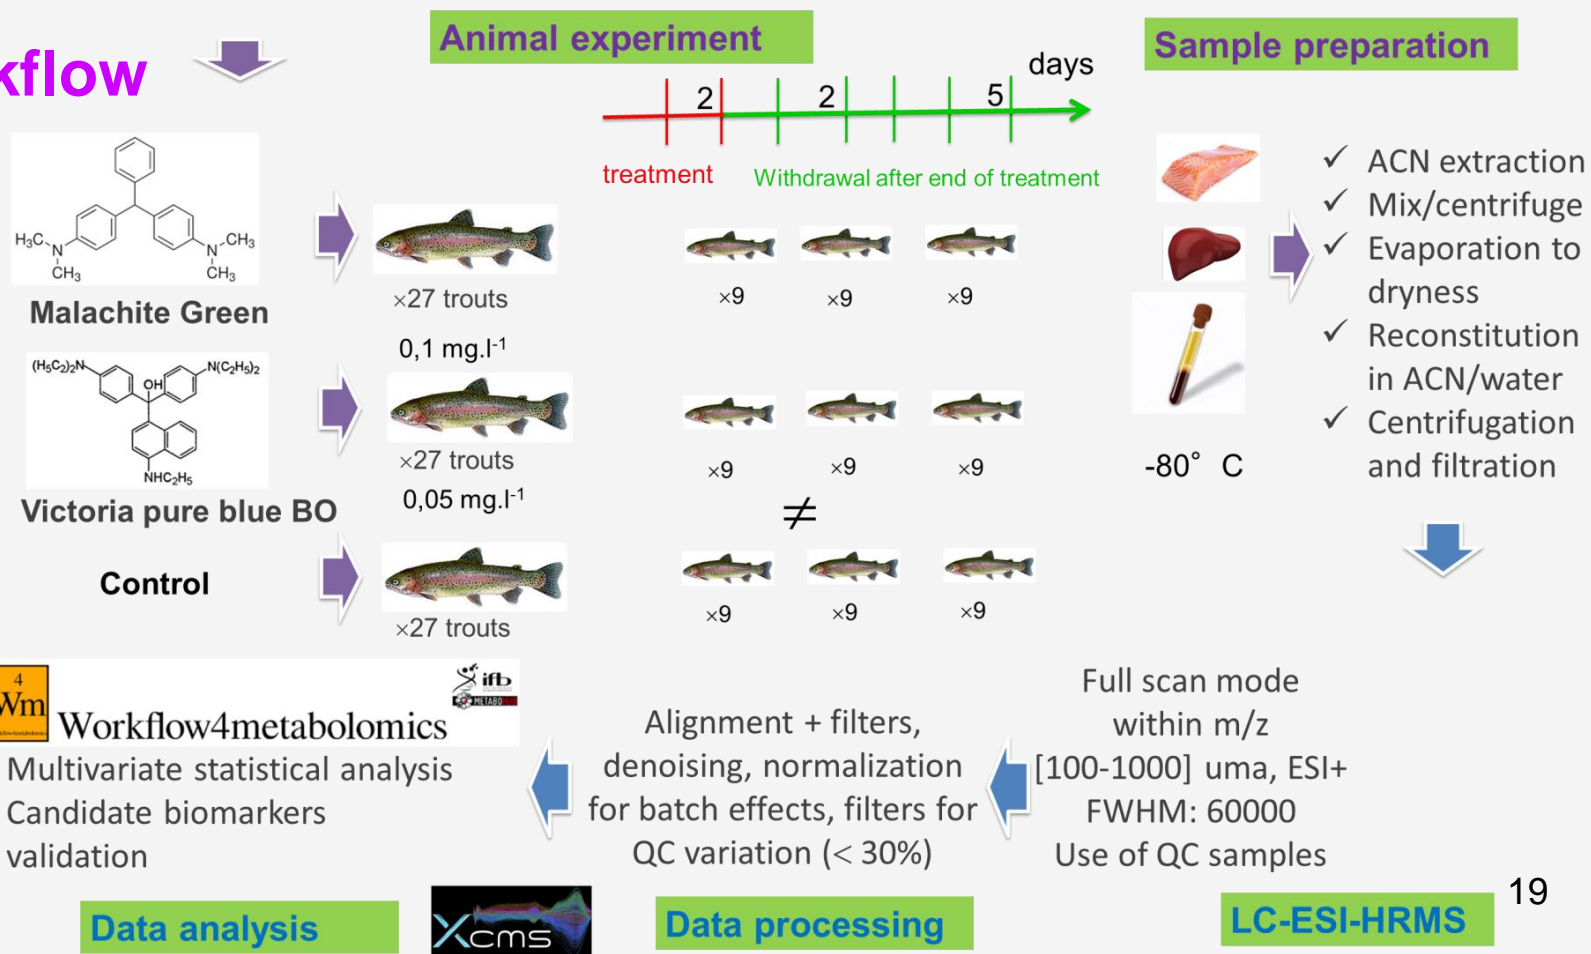 kflow
Animal experiment
Sample preparation
2
2
5
days
treatment
Withdrawal after end of treatment
H₃C
N
CH₃
N
CH₃
CH₃
Malachite Green
×27 trouts
0,1 mg.l⁻¹
×9
×9
×9
(H₅C₂)₂N
N(C₂H₅)₂
OH
NHC₂H₅
Victoria pure blue BO
×27 trouts
0,05 mg.l⁻¹
×9
×9
×9
≠
Control
×27 trouts
×9
×9
×9
-80° C
✓ ACN extraction
✓ Mix/centrifuge
✓ Evaporation to
dryness
✓ Reconstitution
in ACN/water
✓ Centrifugation
and filtration
Full scan mode
within m/z
[100-1000] uma, ESI+
FWHM: 60000
Use of QC samples
LC-ESI-HRMS
Alignment + filters,
denoising, normalization
for batch effects, filters for
QC variation (< 30%)
Data processing
Xcms
4
Wm
Workflow4metabolomics
ifb
Multivariate statistical analysis
Candidate biomarkers
validation
Data analysis
19